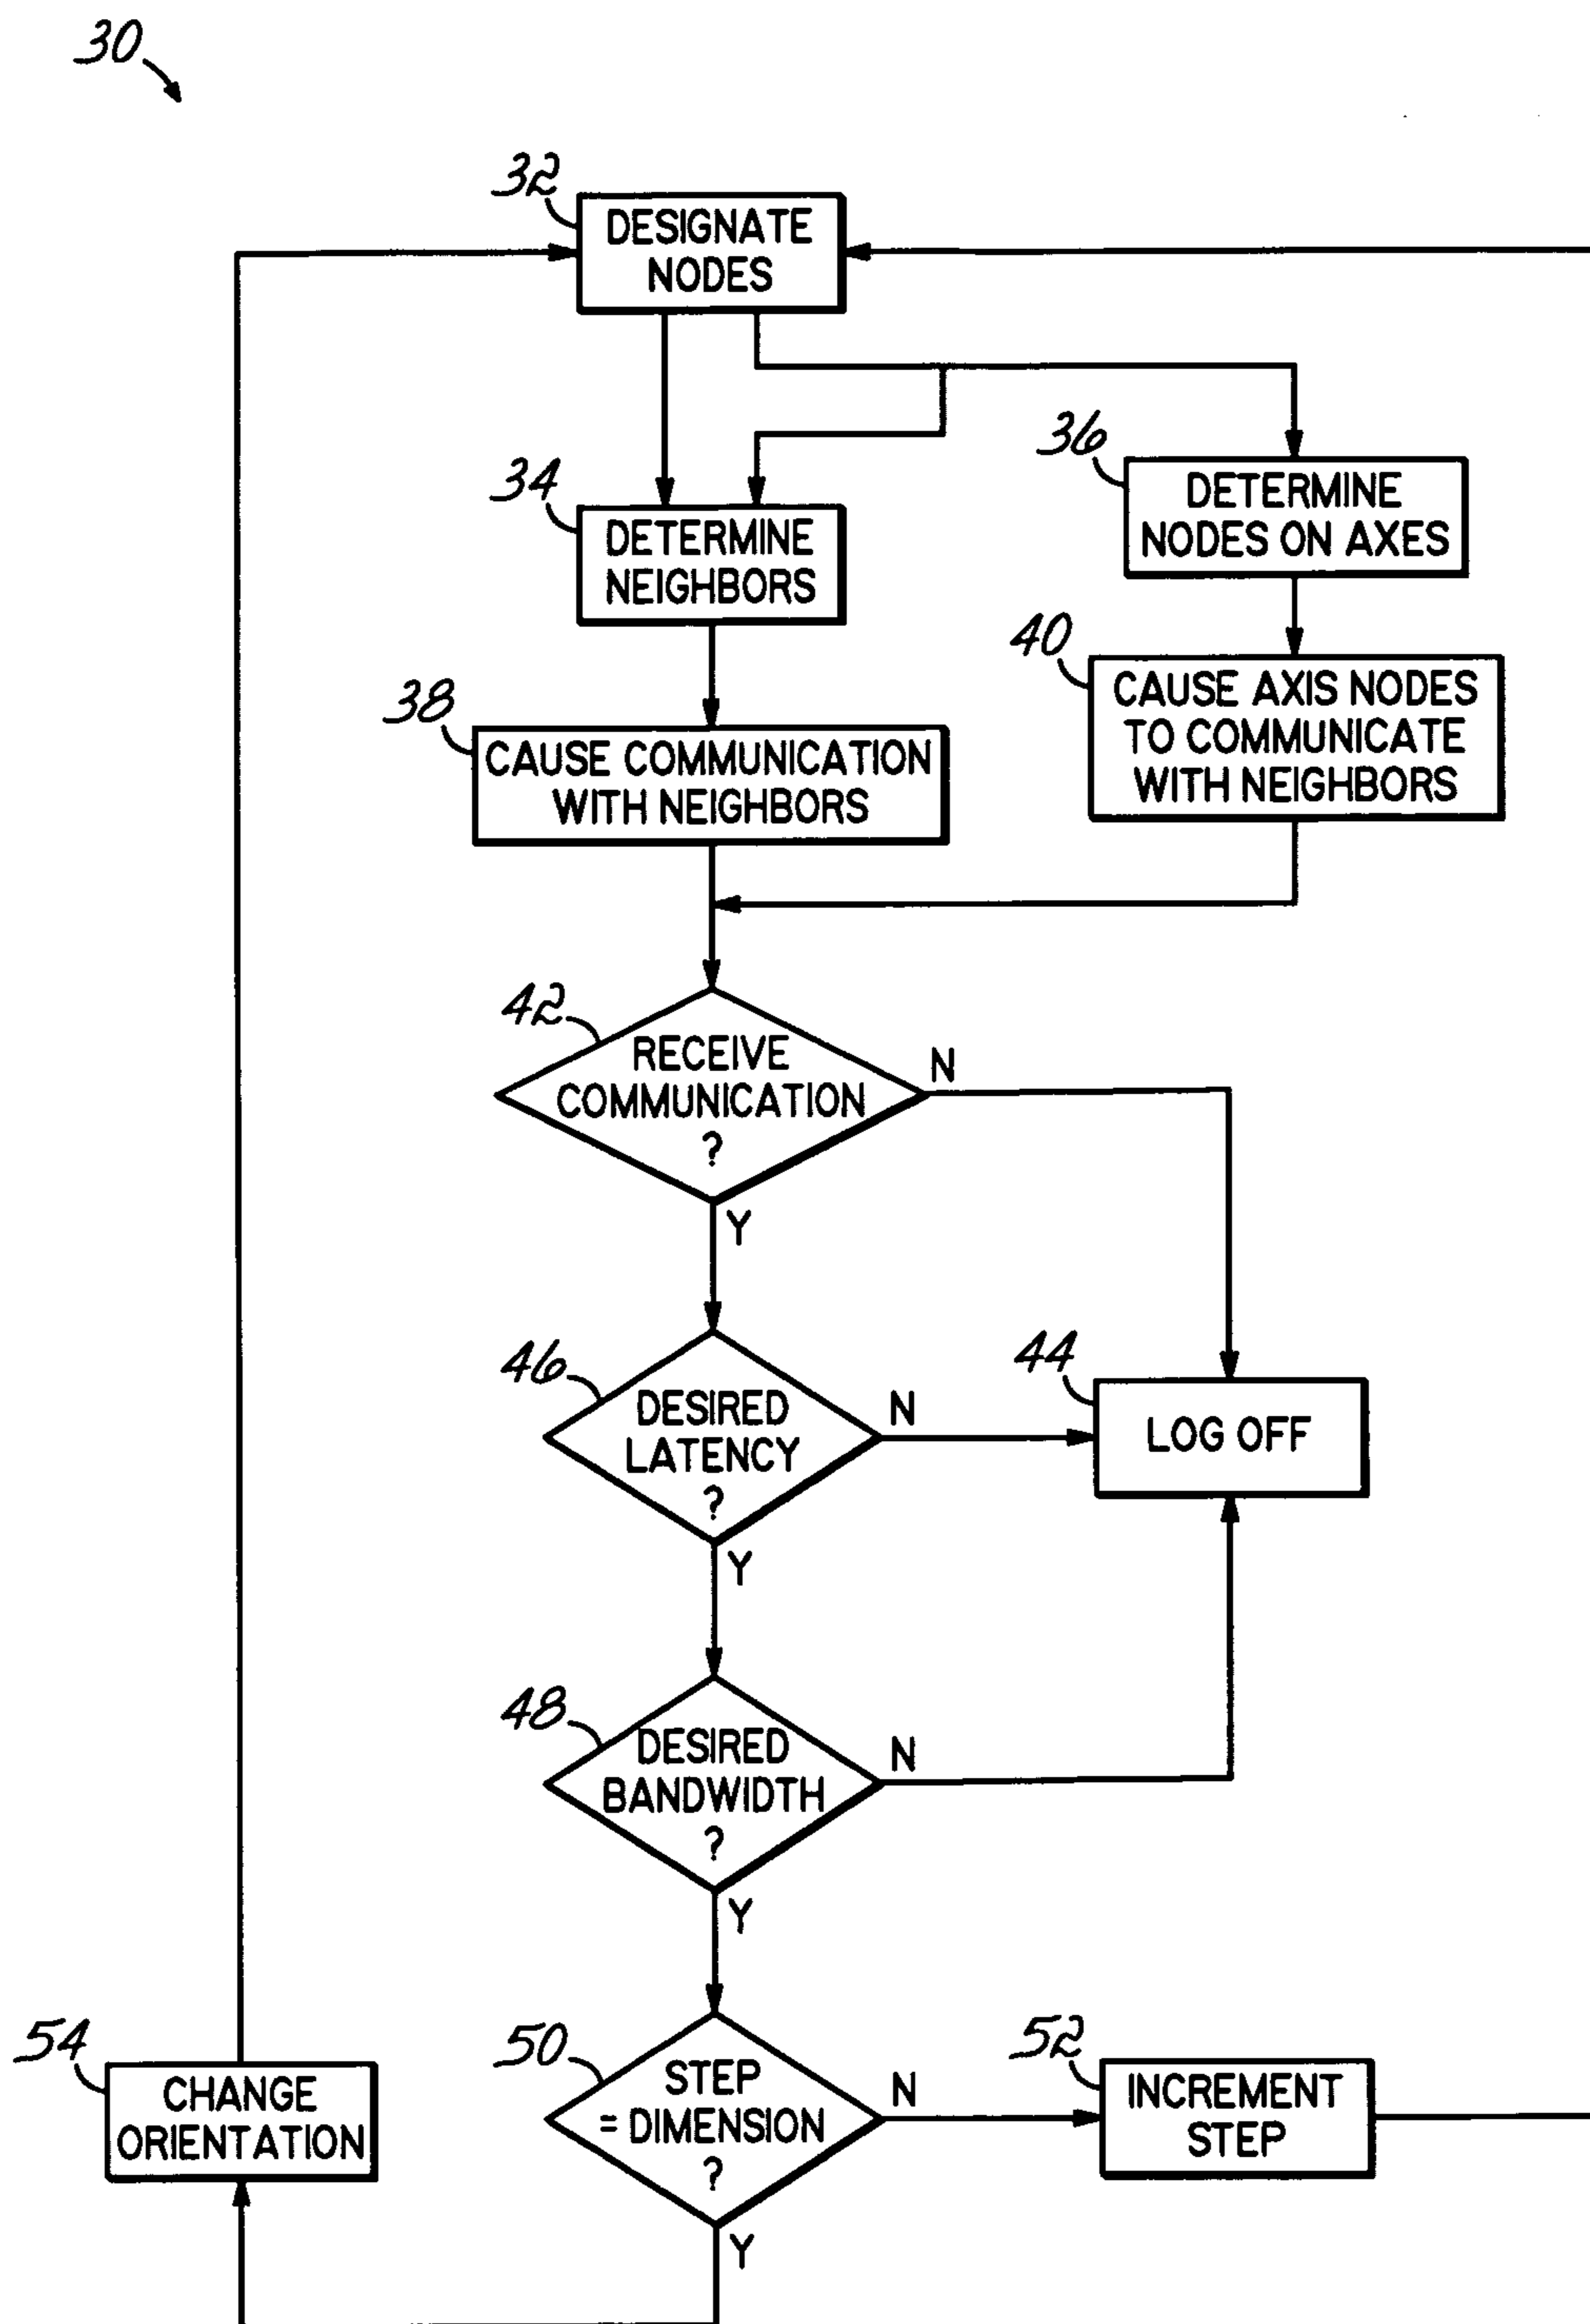 30
32
DESIGNATE
NODES
34
DETERMINE
NEIGHBORS
36
DETERMINE
NODES ON AXES
38
CAUSE COMMUNICATION
WITH NEIGHBORS
40
CAUSE AXIS NODES
TO COMMUNICATE
WITH NEIGHBORS
42
RECEIVE
COMMUNICATION
?
N
Y
46
DESIRED
LATENCY
?
N
Y
44
LOG OFF
48
DESIRED
BANDWIDTH
?
N
Y
50
STEP
= DIMENSION
?
N
Y
52
INCREMENT
STEP
54
CHANGE
ORIENTATION